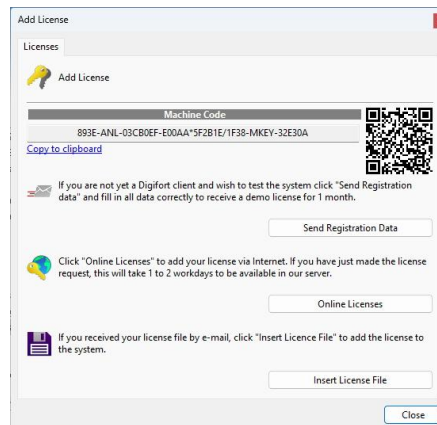 Add License
Licenses
Add License
Machine Code
893E-ANL-03CB0EF-E00AA*5F2B1E/1F38-MKEY-32E30A
Copy to clipboard
If you are not yet a Digifort client and wish to test the system click "Send Registration
data" and fill in all data correctly to receive a demo license for 1 month.
Send Registration Data
Click "Online Licenses" to add your license via Internet. If you have just made the license
request, this will take 1 to 2 workdays to be available in our server.
Online Licenses
If you received your license file by e-mail, click "Insert Licence File" to add the license to
the system.
Insert License File
Close